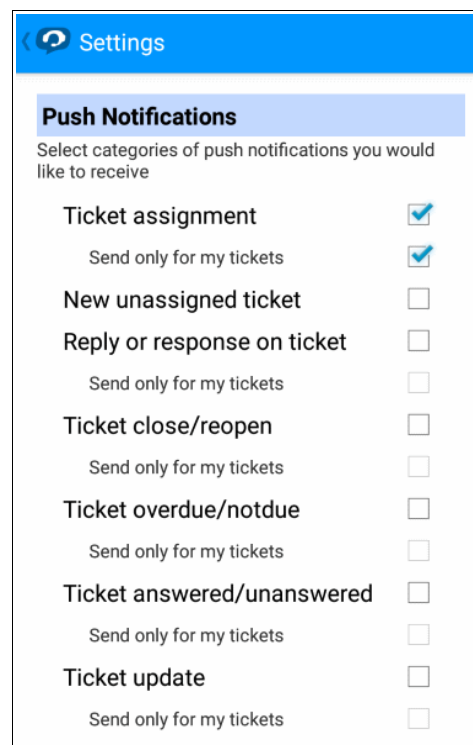 Settings
Push Notifications
Select categories of push notifications you would
like to receive
Ticket assignment
Send only for my tickets
New unassigned ticket
Reply or response on ticket
Send only for my tickets
Ticket close/reopen
Send only for my tickets
Ticket overdue/notdue
Send only for my tickets
Ticket answered/unanswered
Send only for my tickets
Ticket update
Send only for my tickets